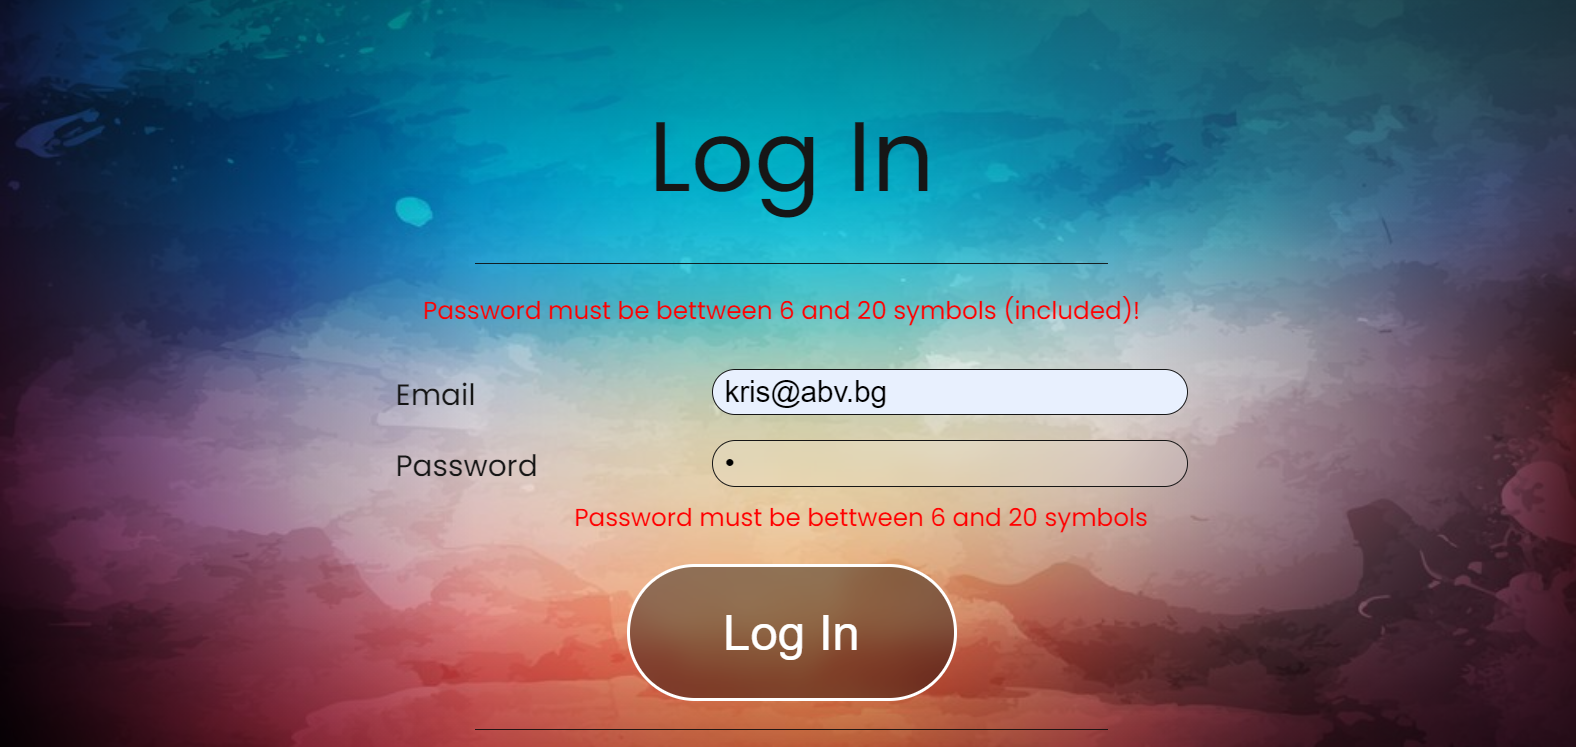 Log In
Password must be bettween 6 and 20 symbols (included)!
Email kris@abv.bg
Password •
Password must be bettween 6 and 20 symbols
Log In